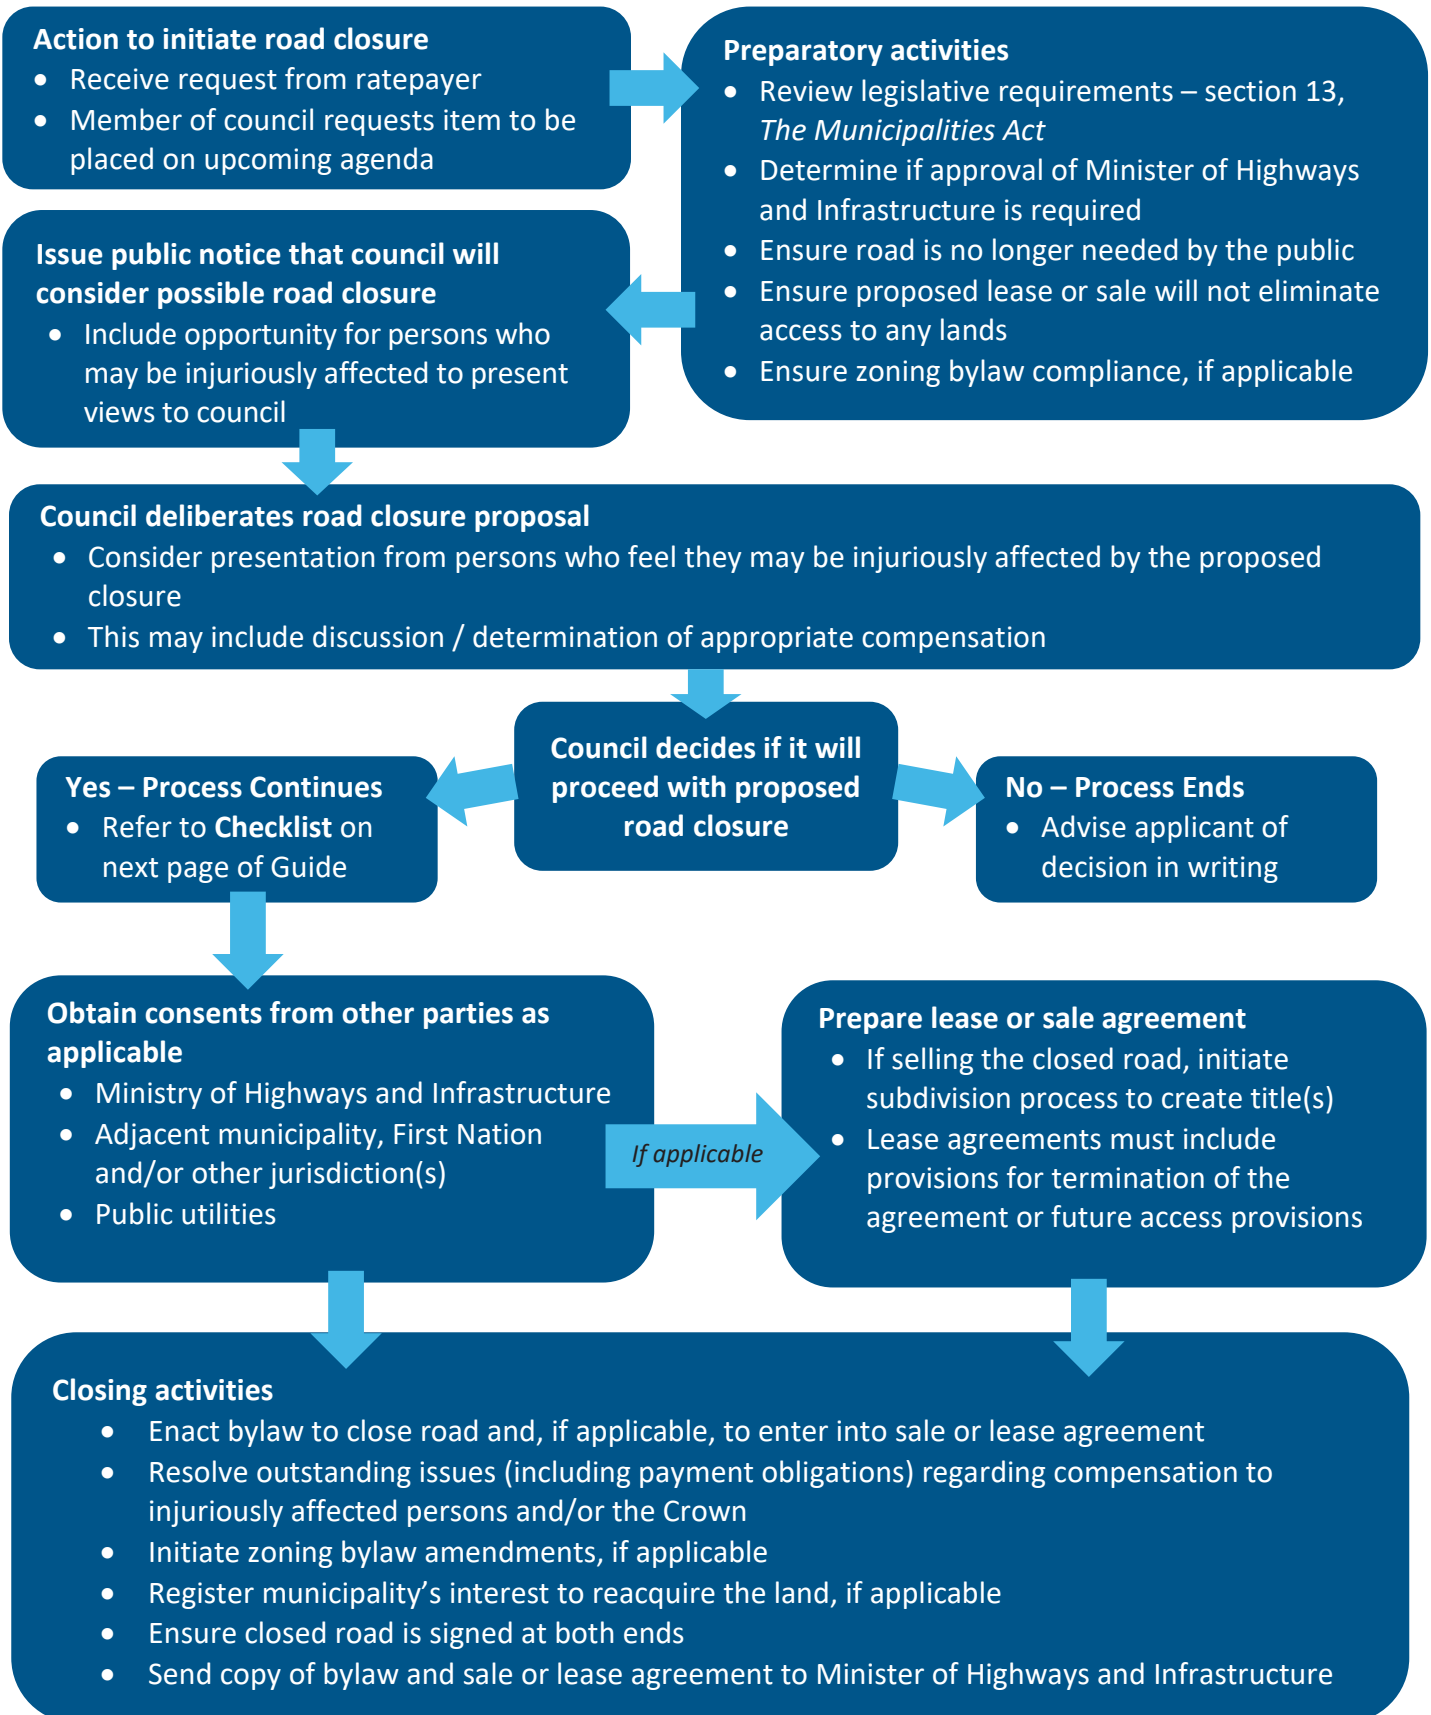 Action to initiate road closure
• Receive request from ratepayer
• Member of council requests item to be
placed on upcoming agenda
Preparatory activities
• Review legislative requirements – section 13,
The Municipalities Act
• Determine if approval of Minister of Highways
and Infrastructure is required
• Ensure road is no longer needed by the public
• Ensure proposed lease or sale will not eliminate
access to any lands
• Ensure zoning bylaw compliance, if applicable
Issue public notice that council will
consider possible road closure
• Include opportunity for persons who
may be injuriously affected to present
views to council
Council deliberates road closure proposal
• Consider presentation from persons who feel they may be injuriously affected by the proposed
closure
• This may include discussion / determination of appropriate compensation
Council decides if it will
proceed with proposed
road closure
Yes – Process Continues
• Refer to Checklist on
next page of Guide
No – Process Ends
• Advise applicant of
decision in writing
Obtain consents from other parties as
applicable
• Ministry of Highways and Infrastructure
• Adjacent municipality, First Nation
and/or other jurisdiction(s)
• Public utilities
If applicable
Prepare lease or sale agreement
• If selling the closed road, initiate
subdivision process to create title(s)
• Lease agreements must include
provisions for termination of the
agreement or future access provisions
Closing activities
• Enact bylaw to close road and, if applicable, to enter into sale or lease agreement
• Resolve outstanding issues (including payment obligations) regarding compensation to
injuriously affected persons and/or the Crown
• Initiate zoning bylaw amendments, if applicable
• Register municipality’s interest to reacquire the land, if applicable
• Ensure closed road is signed at both ends
• Send copy of bylaw and sale or lease agreement to Minister of Highways and Infrastructure